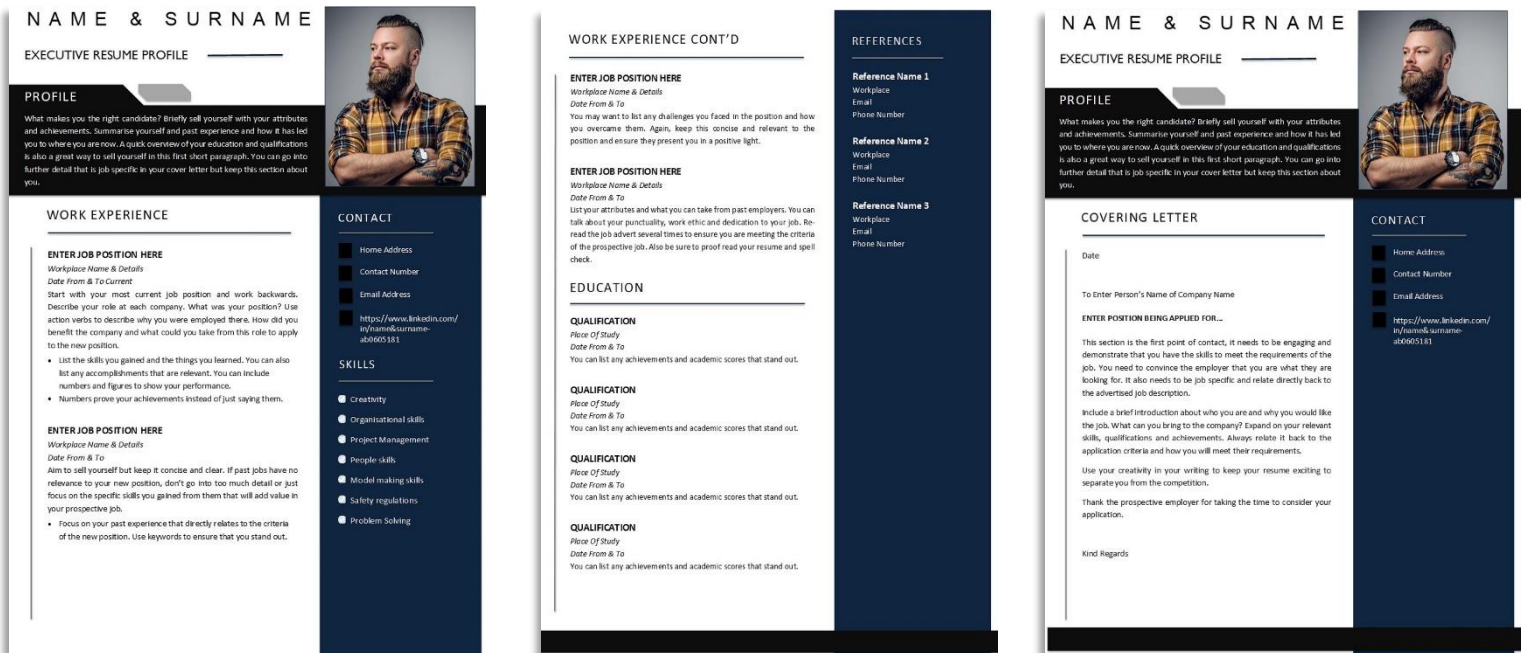 NAME & SURNAME
EXECUTIVE RESUME PROFILE
PROFILE
What makes you the right candidate? Briefly sell yourself with your attributes
and achievements. Summarise yourself and past experience and how it has led
you to where you are now. A quick overview of your education and qualifications
is also a great way to sell yourself in this first short paragraph. You can go into
further detail that is job specific in your cover letter but keep this section about
you.
WORK EXPERIENCE
ENTER JOB POSITION HERE
Workplace Name & Details
Date From & To Current
Start with your most current job position and work backwards.
Describe your role at each company. What was your position? Use
action verbs to describe why you were employed there. How did you
benefit the company and what could you take from this role to apply
to the new position.
• List the skills you gained and the things you learned. You can also
list any accomplishments that are relevant. You can include
numbers and figures to show your performance.
• Numbers prove your achievements instead of just saying them.
ENTER JOB POSITION HERE
Workplace Name & Details
Date From & To
Aim to sell yourself but keep it concise and clear. If past jobs have no
relevance to your new position, don't go into too much detail or just
focus on the specific skills you gained from them that will add value in
your prospective job.
• Focus on your past experience that directly relates to the criteria
of the new position. Use keywords to ensure that you stand out.
CONTACT
Home Address
Contact Number
Email Address
https://www.linkedin.com/
in/name&surname-
ab0605181
SKILLS
Creativity
Organisational skills
Project Management
People skills
Model making skills
Safety regulations
Problem Solving
WORK EXPERIENCE CONT'D
ENTER JOB POSITION HERE
Workplace Name & Details
Date From & To
You may want to list any challenges you faced in the position and how
you overcame them. Again, keep this concise and relevant to the
position and ensure they present you in a positive light.
ENTER JOB POSITION HERE
Workplace Name & Details
Date From & To
List your attributes and what you can take from past employers. You can
talk about your punctuality, work ethic and dedication to your job. Re-
read the job advert several times to ensure you are meeting the criteria
of the prospective job. Also be sure to proof read your resume and spell
check.
EDUCATION
QUALIFICATION
Place Of Study
Date From & To
You can list any achievements and academic scores that stand out.
QUALIFICATION
Place Of Study
Date From & To
You can list any achievements and academic scores that stand out.
QUALIFICATION
Place Of Study
Date From & To
You can list any achievements and academic scores that stand out.
QUALIFICATION
Place Of Study
Date From & To
You can list any achievements and academic scores that stand out.
REFERENCES
Reference Name 1
Workplace
Email
Phone Number
Reference Name 2
Workplace
Email
Phone Number
Reference Name 3
Workplace
Email
Phone Number
NAME & SURNAME
EXECUTIVE RESUME PROFILE
PROFILE
What makes you the right candidate? Briefly sell yourself with your attributes
and achievements. Summarise yourself and past experience and how it has led
you to where you are now. A quick overview of your education and qualifications
is also a great way to sell yourself in this first short paragraph. You can go into
further detail that is job specific in your cover letter but keep this section about
you.
COVERING LETTER
Date
To Enter Person's Name of Company Name
ENTER POSITION BEING APPLIED FOR...
This section is the first point of contact, it needs to be engaging and
demonstrate that you have the skills to meet the requirements of the
job. You need to convince the employer that you are what they are
looking for. It also needs to be job specific and relate directly back to
the advertised job description.
Include a brief introduction about who you are and why you would like
the job. What can you bring to the company? Expand on your relevant
skills, qualifications and achievements. Always relate it back to the
application criteria and how you will meet their requirements.
Use your creativity in your writing to keep your resume exciting to
separate you from the competition.
Thank the prospective employer for taking the time to consider your
application.
Kind Regards
CONTACT
Home Address
Contact Number
Email Address
https://www.linkedin.com/
in/name&surname-
ab0605181